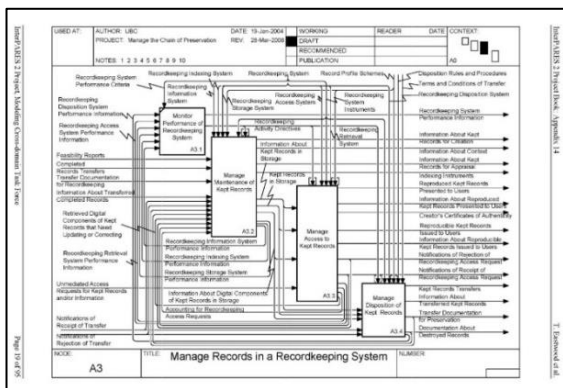 USED AT:
AUTHOR: UBC
PROJECT: Manage the Chain of Preservation
NOTES: 1 2 3 4 5 6 7 8 9 10
DATE: 19-Jan-2004
REV: 28-Mar-2008
WORKING
DRAFT
RECOMMENDED
PUBLICATION
READER
DATE
CONTEXT:
A0
Recordkeeping System
Performance Criteria
Recordkeeping Indexing System
Recordkeeping
Information
System
Recordkeeping System
Record Profile Schemes
Recordkeeping
Storage System
Recordkeeping
Access System
Recordkeeping
System
Instruments
Disposition Rules and Procedures
Terms and Conditions of Transfer
Recordkeeping Disposition System
Recordkeeping
Disposition System
Performance Information
Recordkeeping Access
System Performance
Information
Monitor
Performance of
Recordkeeping
System
A3.1
Recordkeeping
Activity Directives
Recordkeeping
Retrieval
System
Feasibility Reports
Completed
Records Transfers
Transfer Documentation
for Recordkeeping
Information About Transferred
Completed Records
Manage
Maintenance of
Kept Records
A3.2
Information About
Kept Records in
Storage
Kept Records
in Storage
Retrieved Digital
Components of Kept
Records that Need
Updating or Correcting
Recordkeeping Retrieval
System Performance
Information
Recordkeeping Information System
Performance Information
Recordkeeping Indexing System
Performance Information
Recordkeeping Storage System
Performance Information
Information About Digital Components
of Kept Records in Storage
Manage
Access to
Kept Records
A3.3
Unmediated Access
Requests for Kept Records
and/or Information
Accounting for Recordkeeping
Access Requests
Manage
Disposition of
Kept Records
A3.4
Notifications of
Receipt of Transfer
Notifications of
Rejection of Transfer
Recordkeeping System
Performance Information
Information About Kept
Records for Creation
Information About Context
Information About Kept
Records for Appraisal
Indexing Instruments
Reproduced Kept Records
Presented to Users
Information About Reproduced
Kept Records Presented to Users
Creator's Certificates of Authenticity
Reproducible Kept Records
Issued to Users
Information About Reproducible
Kept Records Issued to Users
Notifications of Rejection of
Recordkeeping Access Request
Notifications of Receipt of
Recordkeeping Access Request
Kept Records Transfers
Information About
Transferred Kept Records
Transfer Documentation
for Preservation
Documentation About
Destroyed Records
NODE:
A3
TITLE:
Manage Records in a Recordkeeping System
NUMBER:
InterPARES 2 Project, Modeling Cross-domain Task Force
Page 19 of 95
InterPARES 2 Project Book, Appendix 14
T. Eastwood et al.